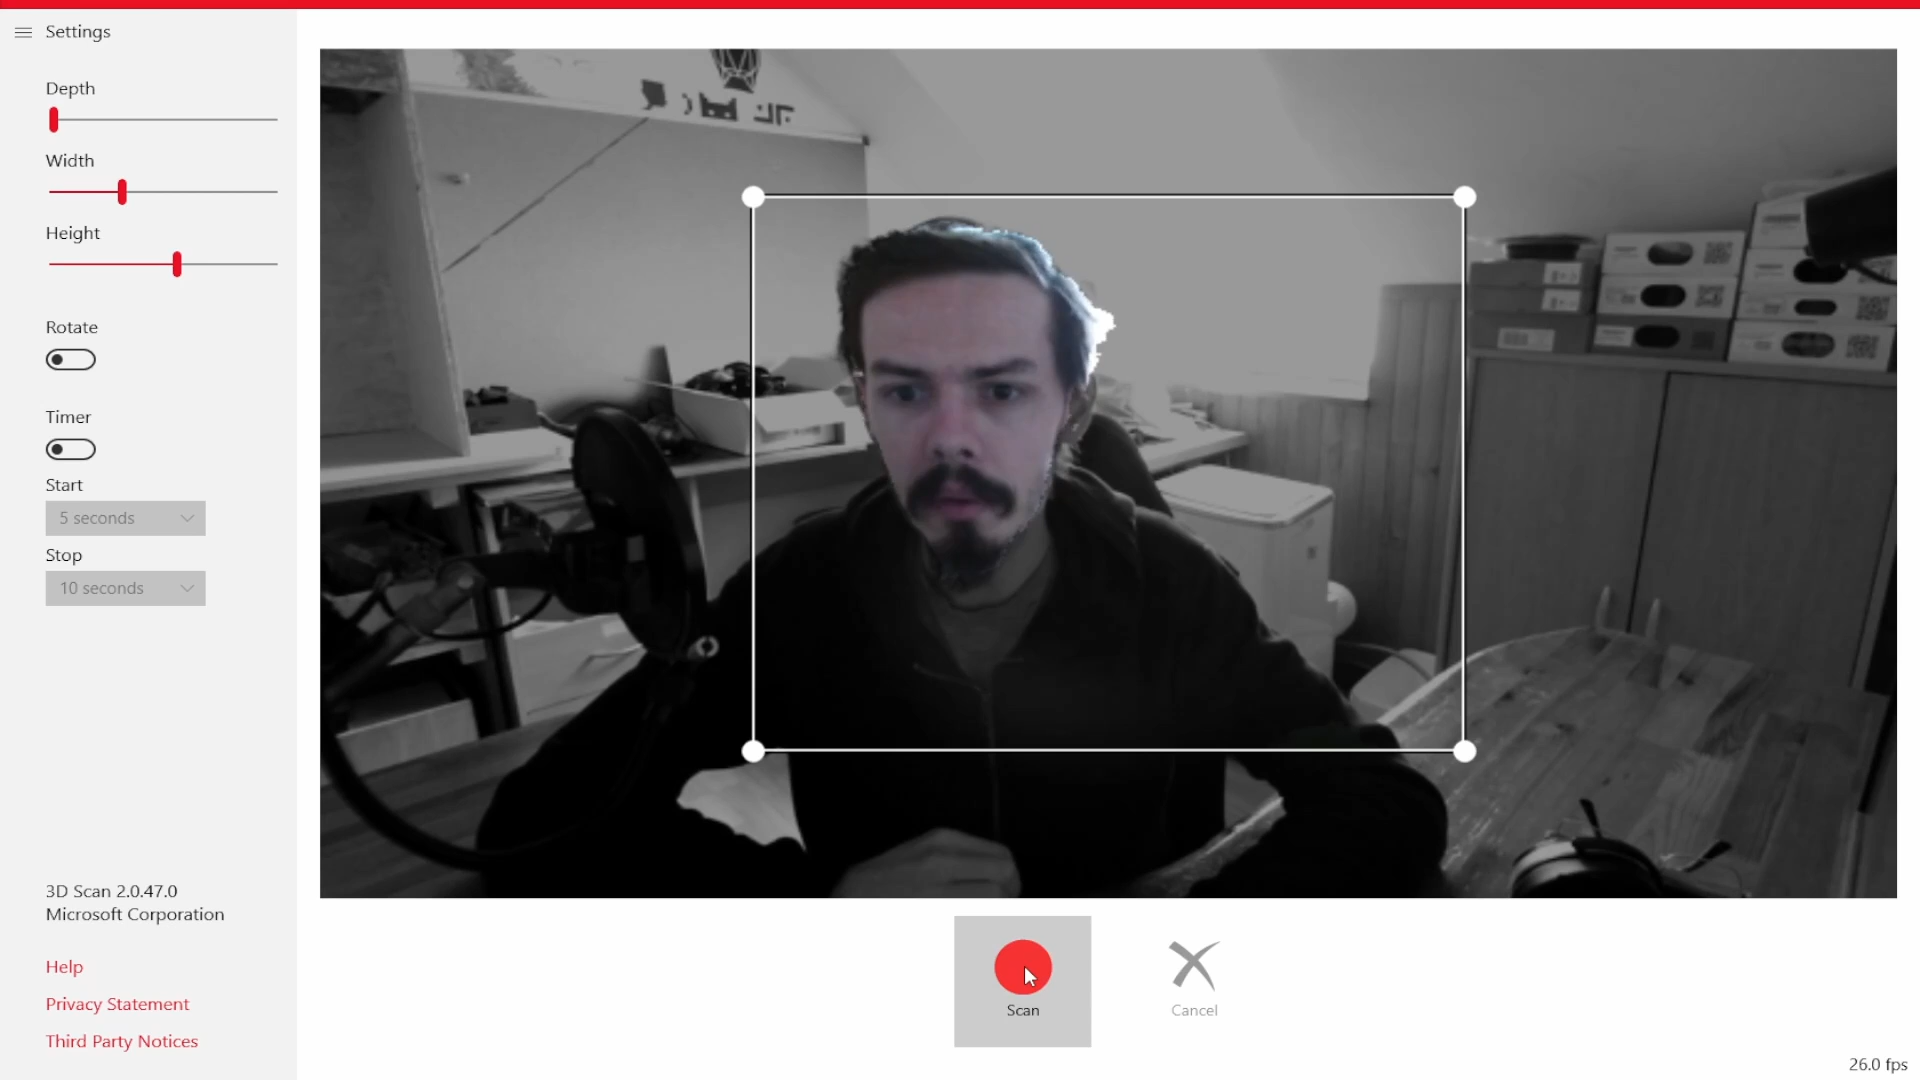 Settings
Depth
Width
Height
Rotate
Timer
Start
5 seconds
Stop
10 seconds
3D Scan 2.0.47.0
Microsoft Corporation
Help
Privacy Statement
Third Party Notices
Scan
Cancel
26.0 fps